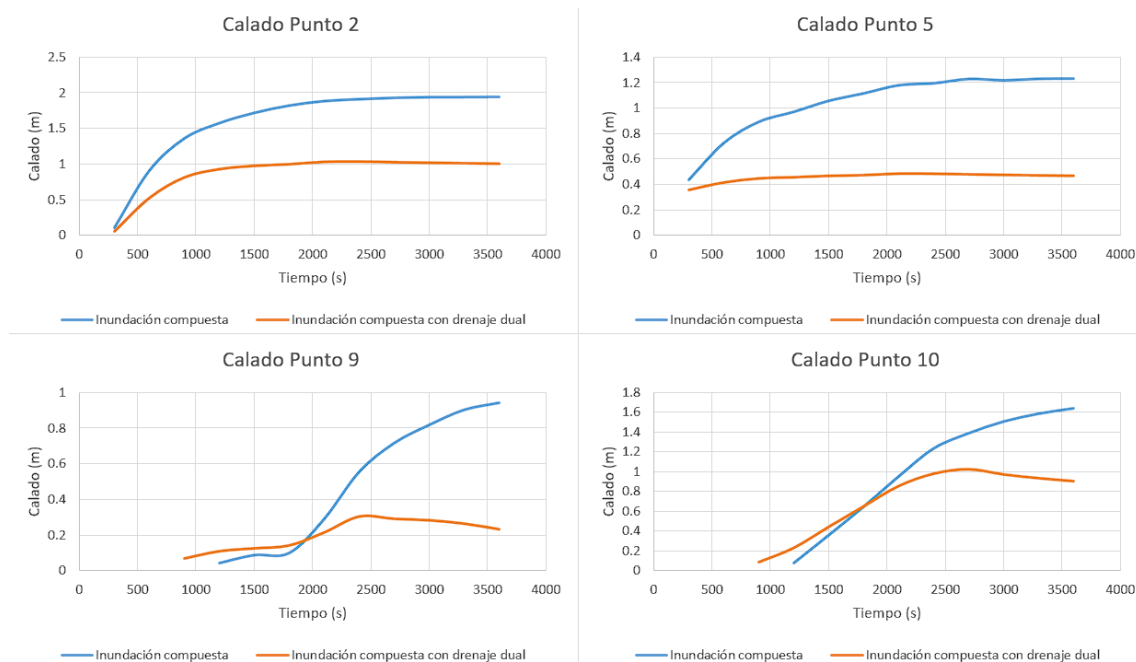 Calado Punto 2
2.5
2
1.5
1
0.5
0
Calado (m)
0 500 1000 1500 2000 2500 3000 3500 4000
Tiempo (s)
Inundación compuesta Inundación compuesta con drenaje dual
Calado Punto 5
1.4
1.2
1
0.8
0.6
0.4
0.2
0
Calado (m)
0 500 1000 1500 2000 2500 3000 3500 4000
Tiempo (s)
Inundación compuesta Inundación compuesta con drenaje dual
Calado Punto 9
1
0.8
0.6
0.4
0.2
0
Calado (m)
0 500 1000 1500 2000 2500 3000 3500 4000
Tiempo (s)
Inundación compuesta Inundación compuesta con drenaje dual
Calado Punto 10
1.8
1.6
1.4
1.2
1
0.8
0.6
0.4
0.2
0
Calado (m)
0 500 1000 1500 2000 2500 3000 3500 4000
Tiempo (s)
Inundación compuesta Inundación compuesta con drenaje dual